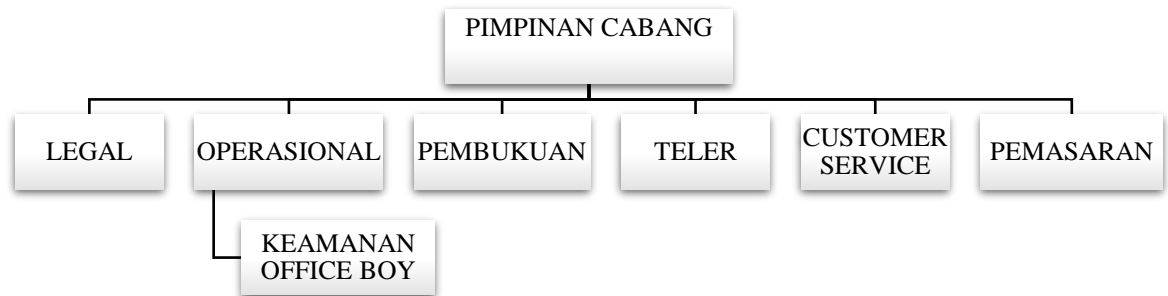 PIMPINAN CABANG
LEGAL
OPERASIONAL
PEMBUKUAN
TELER
CUSTOMER
SERVICE
PEMASARAN
KEAMANAN
OFFICE BOY